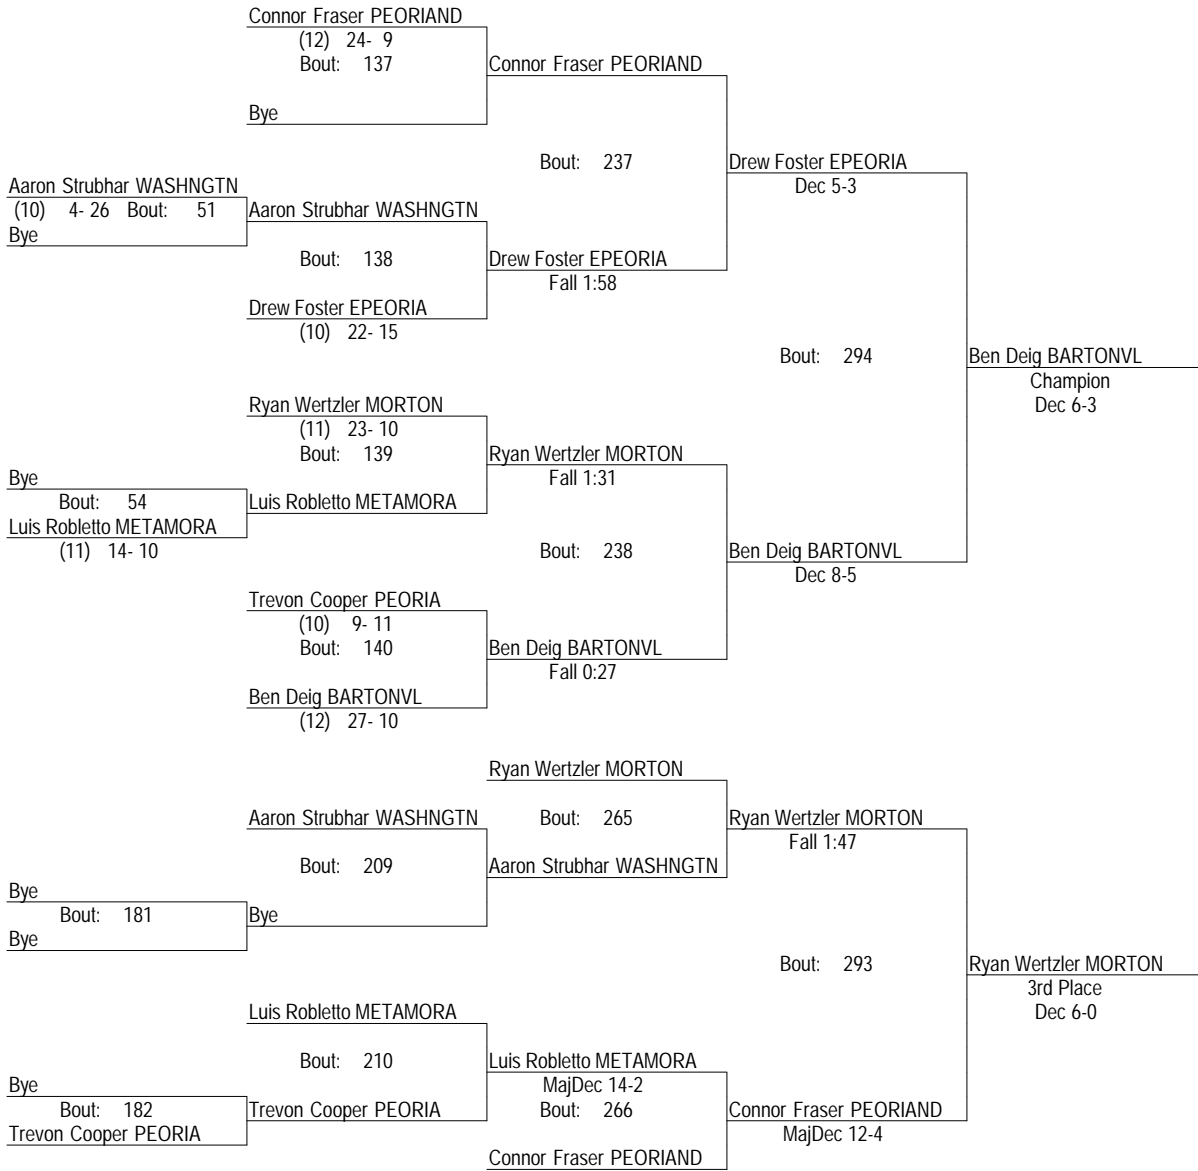 Connor Fraser PEORIAND
(12) 24- 9
Bout: 137
Connor Fraser PEORIAND
Bye
Bout: 237
Drew Foster EPEORIA
Dec 5-3
Aaron Strubhar WASHNGTN
(10) 4- 26 Bout: 51
Aaron Strubhar WASHNGTN
Bye
Bout: 138
Drew Foster EPEORIA
Fall 1:58
Drew Foster EPEORIA
(10) 22- 15
Bout: 294
Ben Deig BARTONVL
Champion
Dec 6-3
Ryan Wertzler MORTON
(11) 23- 10
Bout: 139
Ryan Wertzler MORTON
Fall 1:31
Bye
Bout: 54
Luis Robletto METAMORA
Luis Robletto METAMORA
(11) 14- 10
Bout: 238
Ben Deig BARTONVL
Dec 8-5
Trevon Cooper PEORIA
(10) 9- 11
Bout: 140
Ben Deig BARTONVL
Fall 0:27
Ben Deig BARTONVL
(12) 27- 10
Ryan Wertzler MORTON
Aaron Strubhar WASHNGTN
Bout: 265
Ryan Wertzler MORTON
Fall 1:47
Bout: 209
Aaron Strubhar WASHNGTN
Bye
Bout: 181
Bye
Bye
Bout: 293
Ryan Wertzler MORTON
3rd Place
Dec 6-0
Luis Robletto METAMORA
Bout: 210
Luis Robletto METAMORA
MajDec 14-2
Bye
Bout: 182
Trevon Cooper PEORIA
Bout: 266
Connor Fraser PEORIAND
MajDec 12-4
Trevon Cooper PEORIA
Connor Fraser PEORIAND